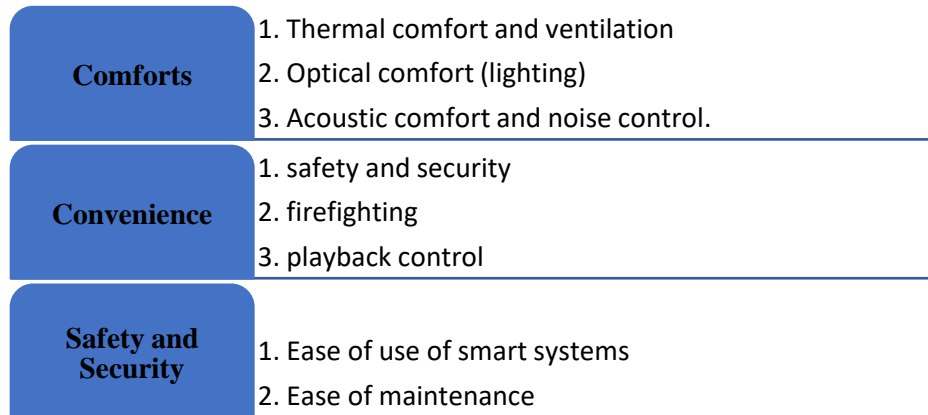 Comforts
1. Thermal comfort and ventilation
2. Optical comfort (lighting)
3. Acoustic comfort and noise control.
Convenience
1. safety and security
2. firefighting
3. playback control
Safety and
Security
1. Ease of use of smart systems
2. Ease of maintenance